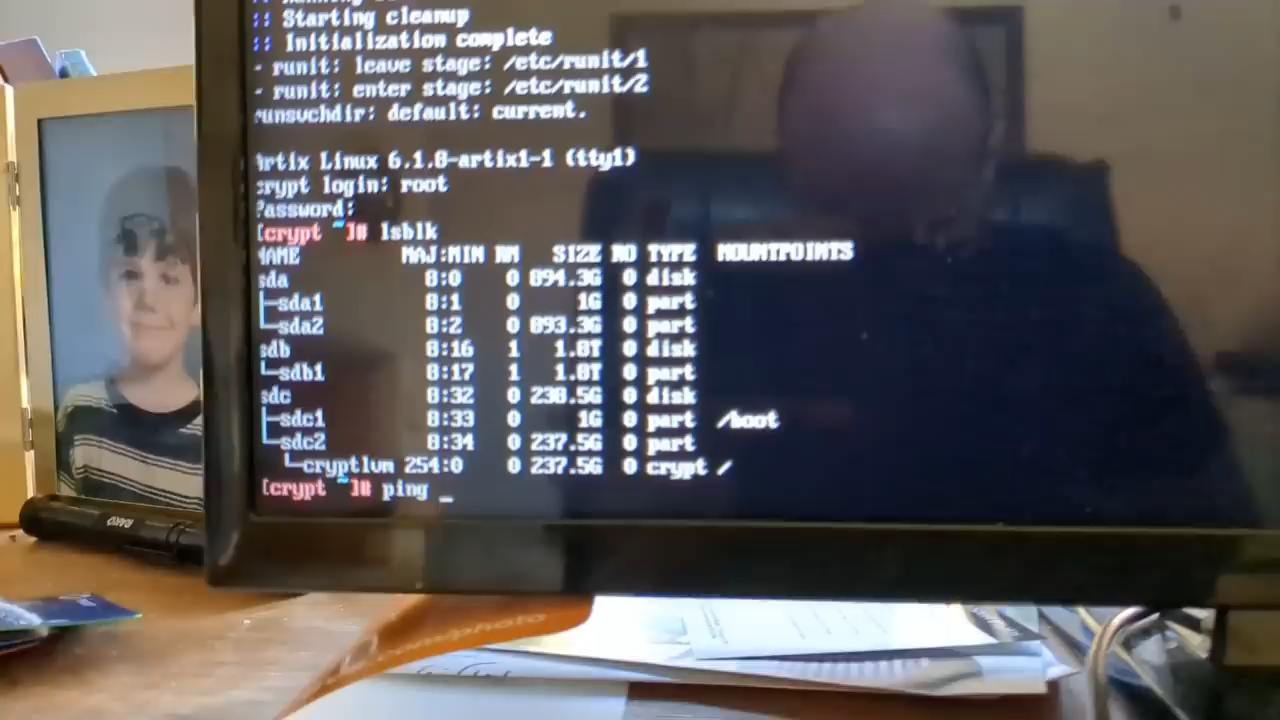 :: Starting cleanup
:: Initialization complete
- runit: leave stage: /etc/runit/1
- runit: enter stage: /etc/runit/2
runsvchdir: default: current.
Artix Linux 6.1.8-artix1-1 (tty1)
crypt login: root
Password:
[crypt ~]# lsblk
NAME MAJ:MIN RM SIZE RO TYPE MOUNTPOINTS
sda 8:0 0 894.3G 0 disk
├─sda1 8:1 0 1G 0 part
└─sda2 8:2 0 893.3G 0 part
sdb 8:16 1 1.8T 0 disk
└─sdb1 8:17 1 1.8T 0 part
sdc 8:32 0 238.5G 0 disk
├─sdc1 8:33 0 1G 0 part /boot
└─sdc2 8:34 0 237.5G 0 part
└─cryptlvm 254:0 0 237.5G 0 crypt /
[crypt ~]# ping _